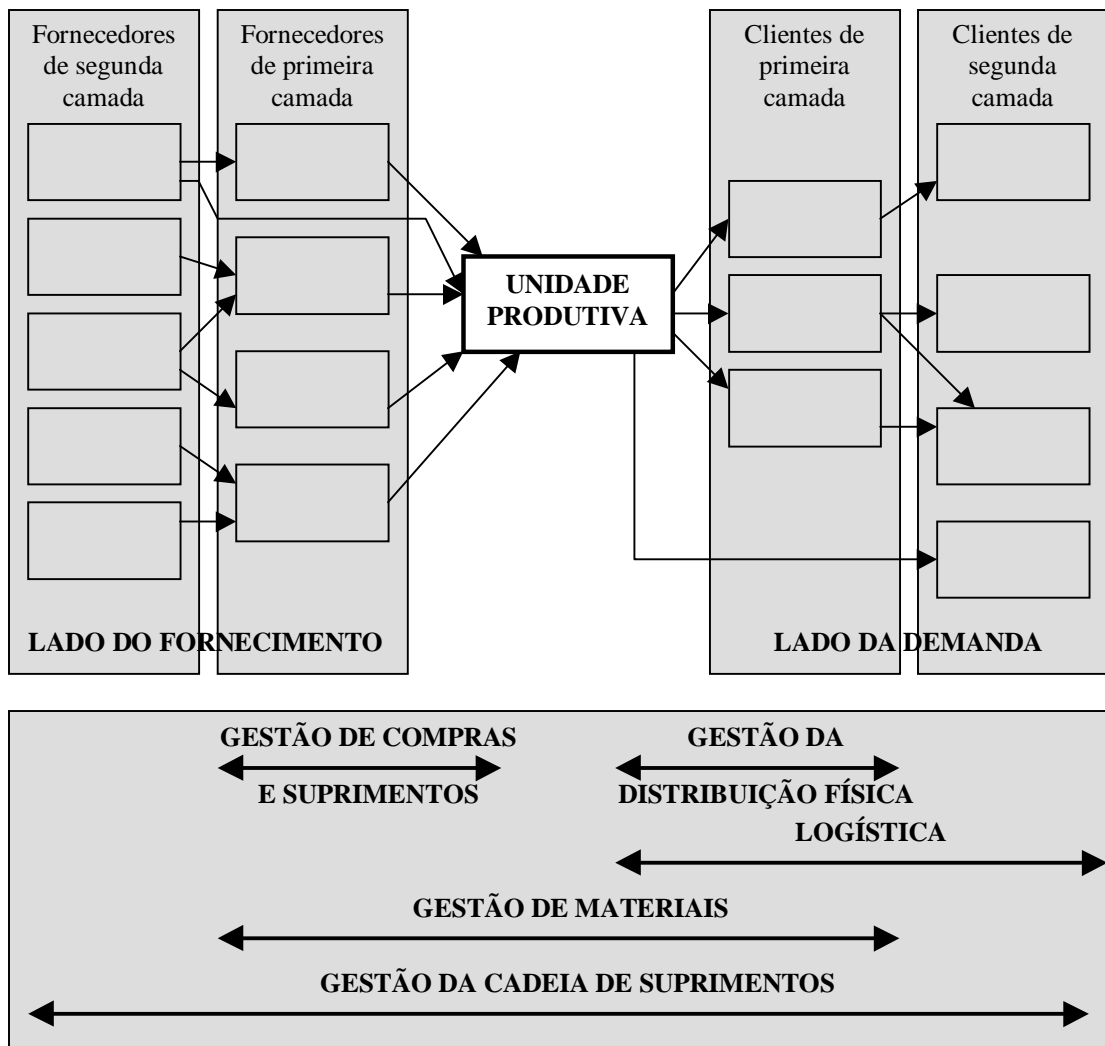 Fornecedores
de segunda
camada
Fornecedores
de primeira
camada
Clientes de
primeira
camada
Clientes de
segunda
camada
UNIDADE
PRODUTIVA
LADO DO FORNECIMENTO
LADO DA DEMANDA
GESTÃO DE COMPRAS
E SUPRIMENTOS
GESTÃO DA
DISTRIBUIÇÃO FÍSICA
LOGÍSTICA
GESTÃO DE MATERIAIS
GESTÃO DA CADEIA DE SUPRIMENTOS